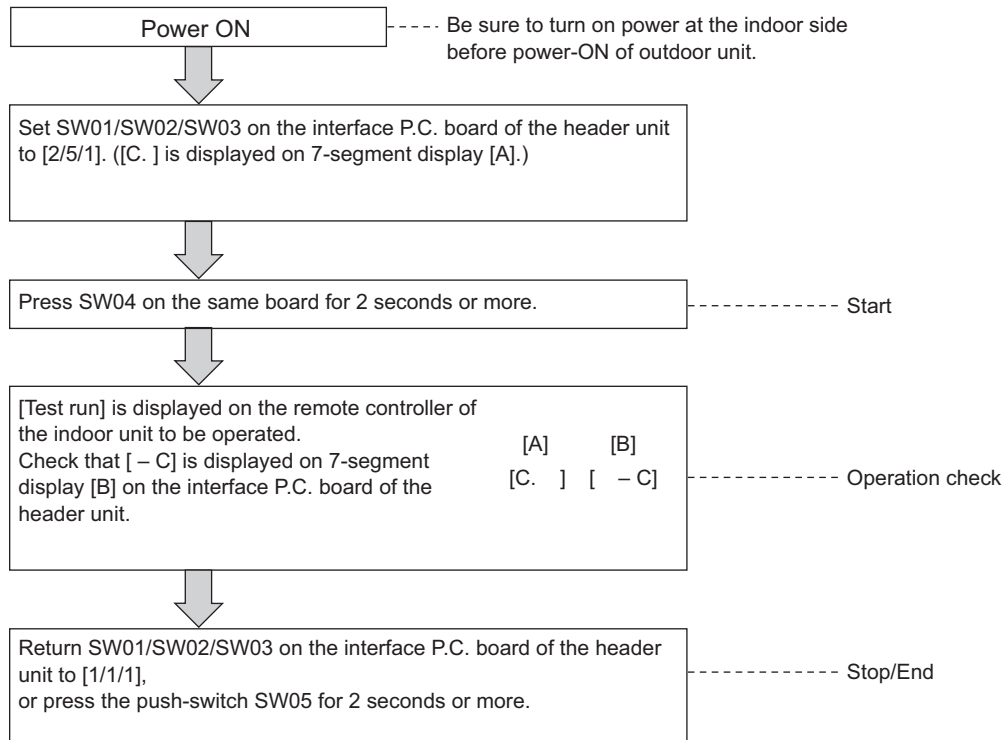 Power ON
Be sure to turn on power at the indoor side
before power-ON of outdoor unit.
Set SW01/SW02/SW03 on the interface P.C. board of the header unit
to [2/5/1]. ([C. ] is displayed on 7-segment display [A].)
Press SW04 on the same board for 2 seconds or more.
Start
[Test run] is displayed on the remote controller of
the indoor unit to be operated.
Check that [ – C] is displayed on 7-segment
display [B] on the interface P.C. board of the
header unit.
[A] [B]
[C. ] [ – C]
Operation check
Return SW01/SW02/SW03 on the interface P.C. board of the header
unit to [1/1/1],
or press the push-switch SW05 for 2 seconds or more.
Stop/End